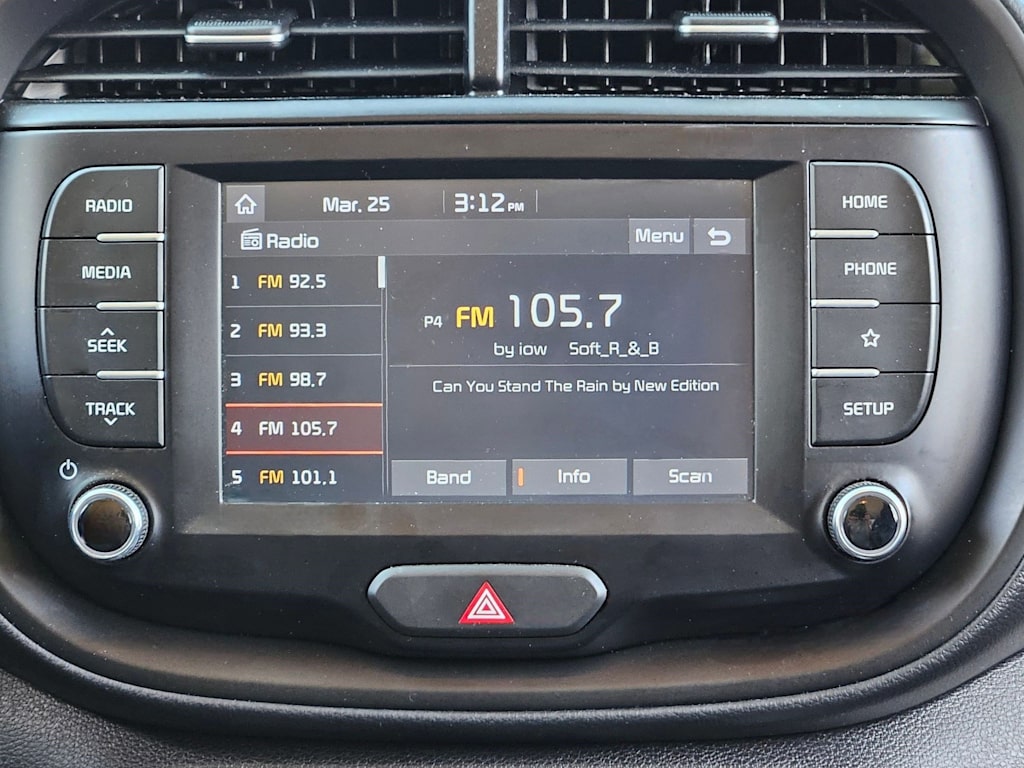 RADIO
MEDIA
SEEK
TRACK
Mar. 25 3:12 PM
Radio Menu
1 FM 92.5
2 FM 93.3
3 FM 98.7
4 FM 105.7
5 FM 101.1
P4 FM 105.7
by iow Soft_R_&_B
Can You Stand The Rain by New Edition
Band Info Scan
HOME
PHONE
SETUP